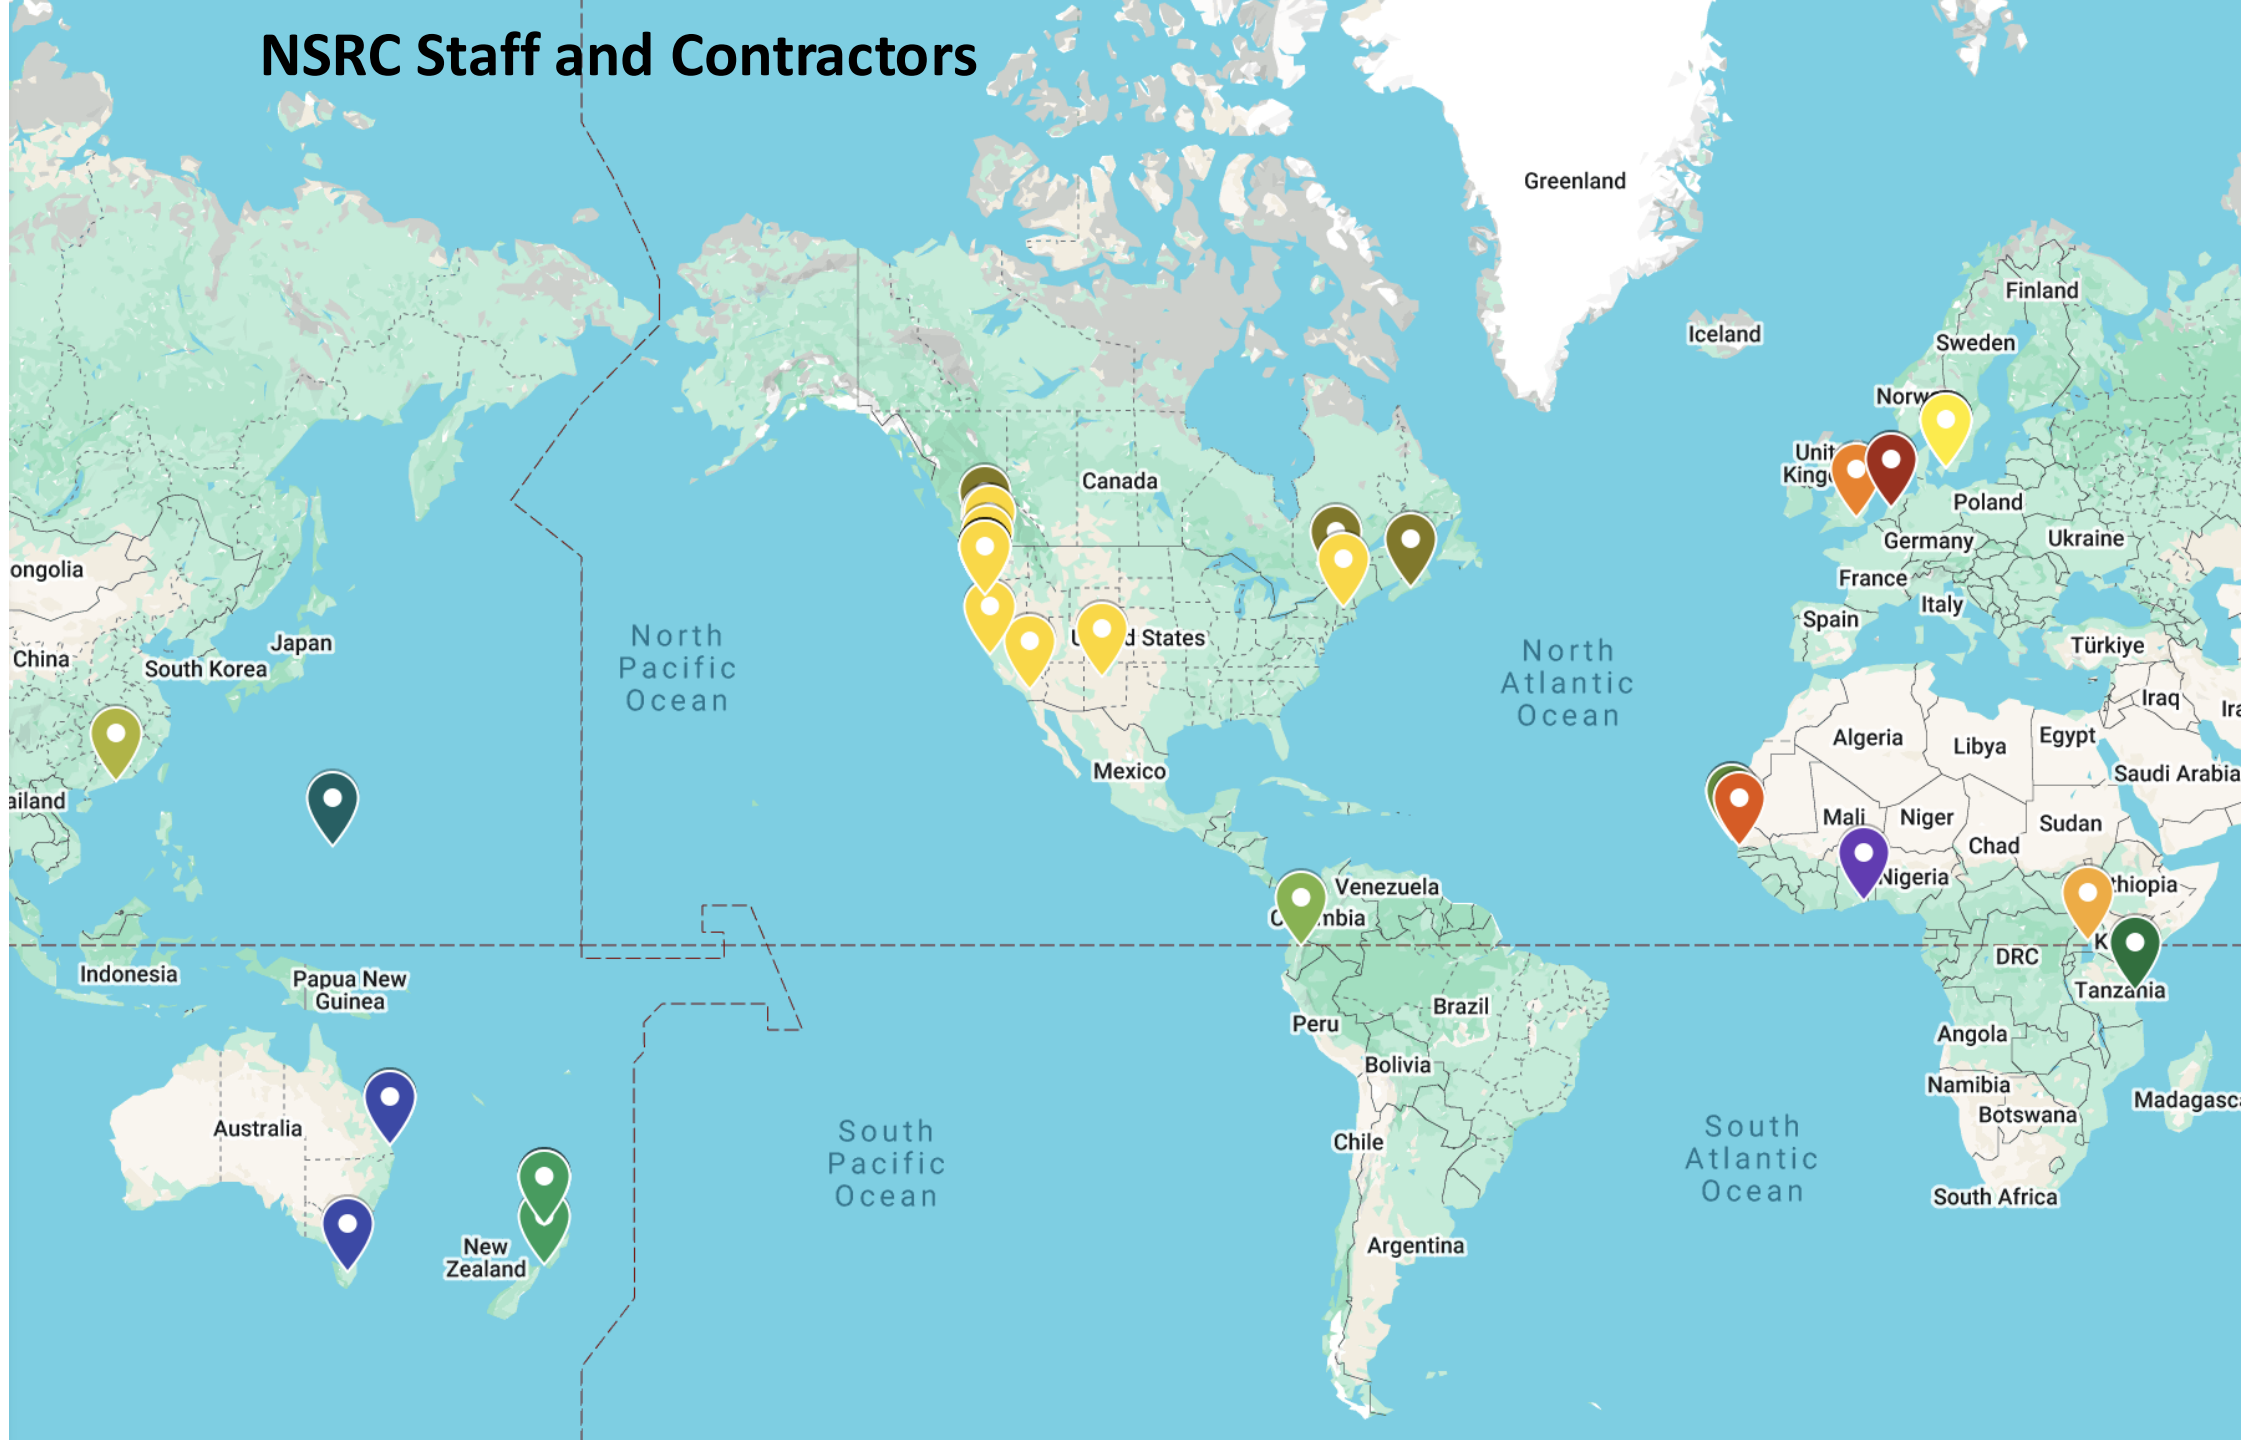 NSRC Staff and Contractors
Greenland
Finland
Iceland
Sweden
Norw
Unit
King
Canada
Poland
Ukraine
Germany
France
Italy
Spain
Türkiye
ongolia
Japan
China
South Korea
North
Pacific
Ocean
United States
North
Atlantic
Ocean
Iraq
Ira
Algeria
Libya
Egypt
Saudi Arabia
Mexico
ailand
Mali
Niger
Chad
Sudan
Nigeria
thiopia
Venezuela
C mbia
K
DRC
Tanzania
Indonesia
Papua New
Guinea
Brazil
Peru
Angola
Bolivia
Namibia
Botswana
Madagasca
Australia
South
Pacific
Ocean
Chile
South
Atlantic
Ocean
South Africa
New
Zealand
Argentina